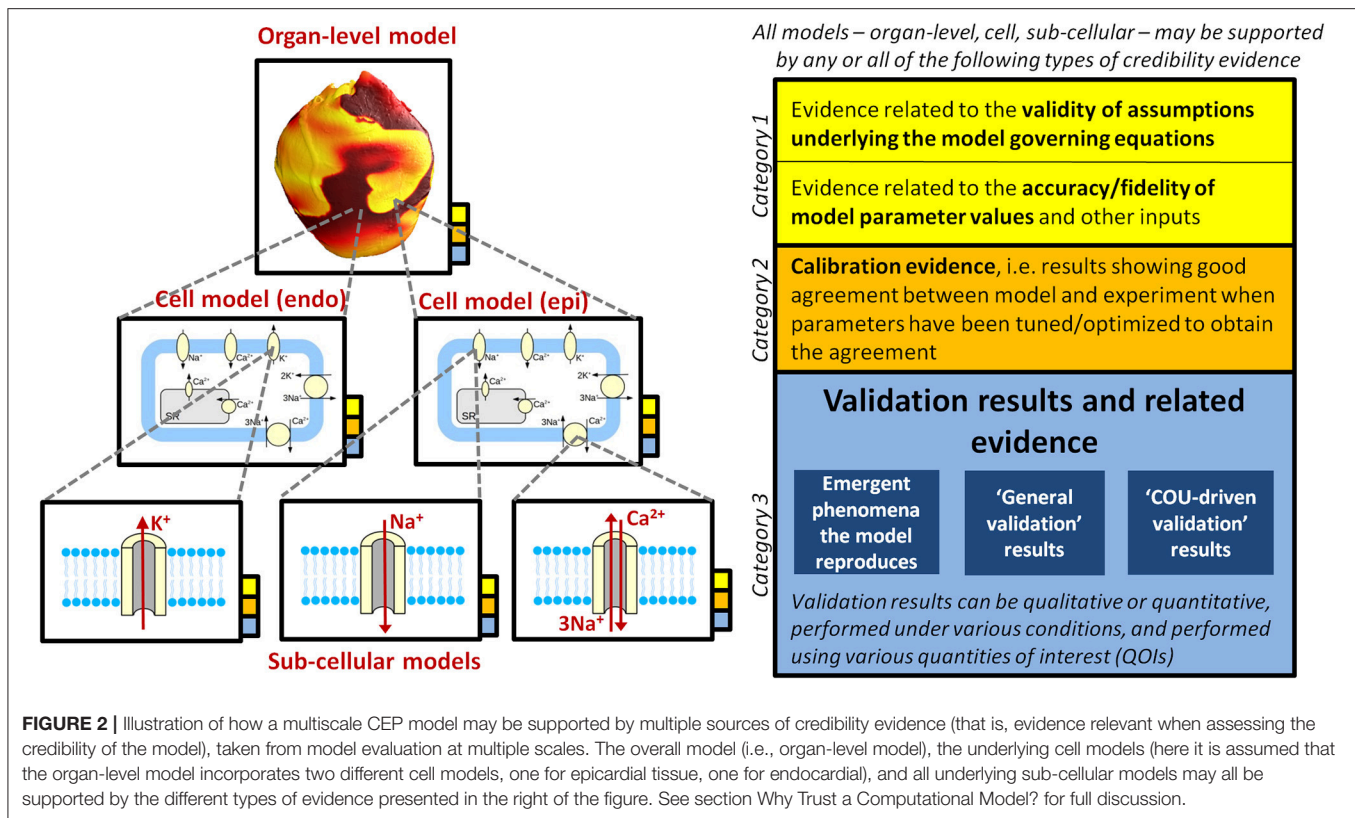 Organ-level model
Cell model (endo)
Cell model (epi)
Na⁺
Ca²⁺
K⁺
Ca²⁺
2K⁺
SR
Ca²⁺
3Na⁺
3Na⁺
Ca²⁺
Na⁺
Ca²⁺
K⁺
Ca²⁺
2K⁺
SR
Ca²⁺
3Na⁺
3Na⁺
Ca²⁺
K⁺
Na⁺
Ca²⁺
3Na⁺
Sub-cellular models
All models – organ-level, cell, sub-cellular – may be supported
by any or all of the following types of credibility evidence
Category 1
Evidence related to the validity of assumptions
underlying the model governing equations
Evidence related to the accuracy/fidelity of
model parameter values and other inputs
Category 2
Calibration evidence, i.e. results showing good
agreement between model and experiment when
parameters have been tuned/optimized to obtain
the agreement
Category 3
Validation results and related
evidence
Emergent
phenomena
the model
reproduces
‘General
validation’
results
‘COU-driven
validation’
results
Validation results can be qualitative or quantitative,
performed under various conditions, and performed
using various quantities of interest (QOIs)
FIGURE 2 | Illustration of how a multiscale CEP model may be supported by multiple sources of credibility evidence (that is, evidence relevant when assessing the
credibility of the model), taken from model evaluation at multiple scales. The overall model (i.e., organ-level model), the underlying cell models (here it is assumed that
the organ-level model incorporates two different cell models, one for epicardial tissue, one for endocardial), and all underlying sub-cellular models may all be
supported by the different types of evidence presented in the right of the figure. See section Why Trust a Computational Model? for full discussion.